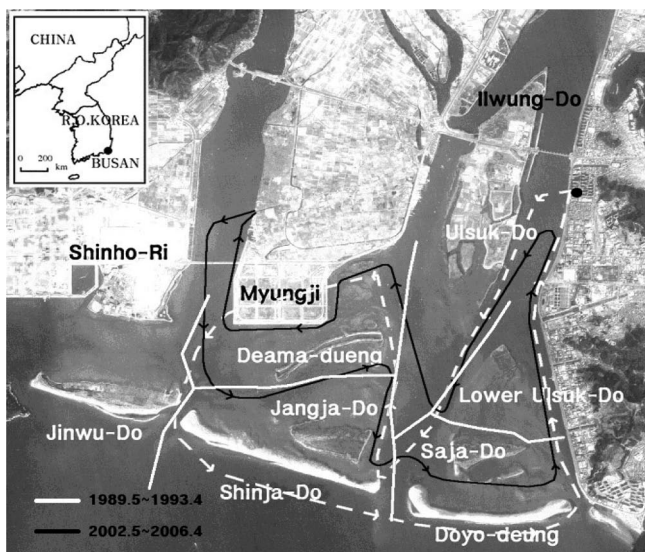 CHINA
R.O.KOREA
0 200
km
BUSAN
Ilwung-Do
Ulsuk-Do
Shinho-Ri
Myungji
Deama-dueng
Lower Ulsuk-Do
Jangja-Do
Jinwu-Do
Saja-Do
Shinja-Do
Doyo-deung
1989.5~1993.4
2002.5~2006.4